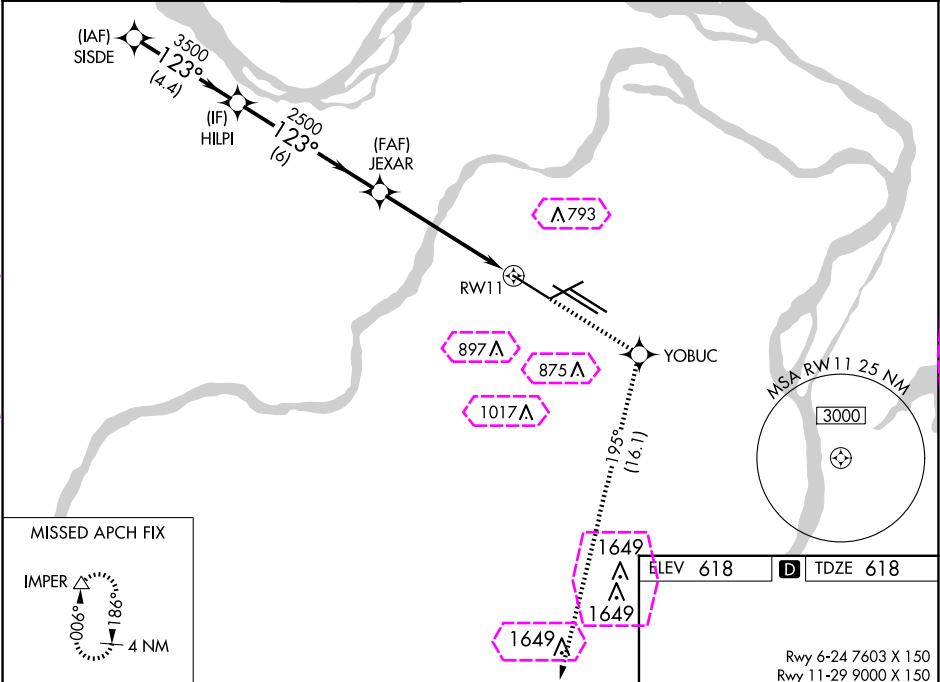 (IAF)
SISDE
3500
123°
(4.4)
(IF)
HILPI
2500
123°
(6)
(FAF)
JEXAR
793
RW11
897
875
1017
YOBUC
195°
(16.1)
MSA RW11 25 NM
3000
MISSED APCH FIX
IMPER
006°
186°
4 NM
1649
1649
1649
ELEV 618
D
TDZE 618
Rwy 6-24 7603 X 150
Rwy 11-29 9000 X 150